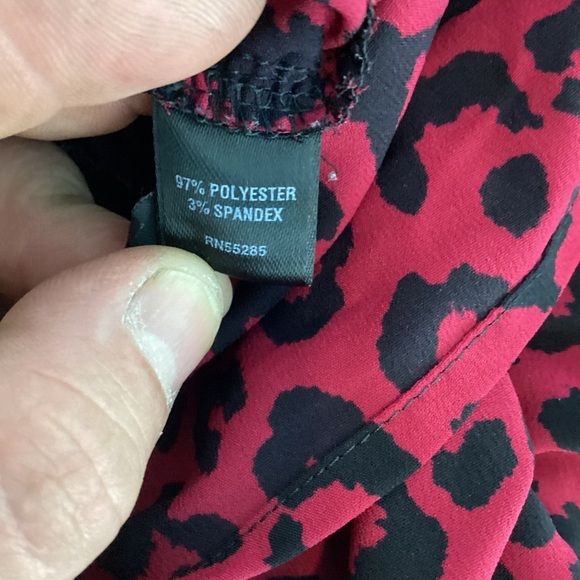 97% POLYESTER
3% SPANDEX
RN55285